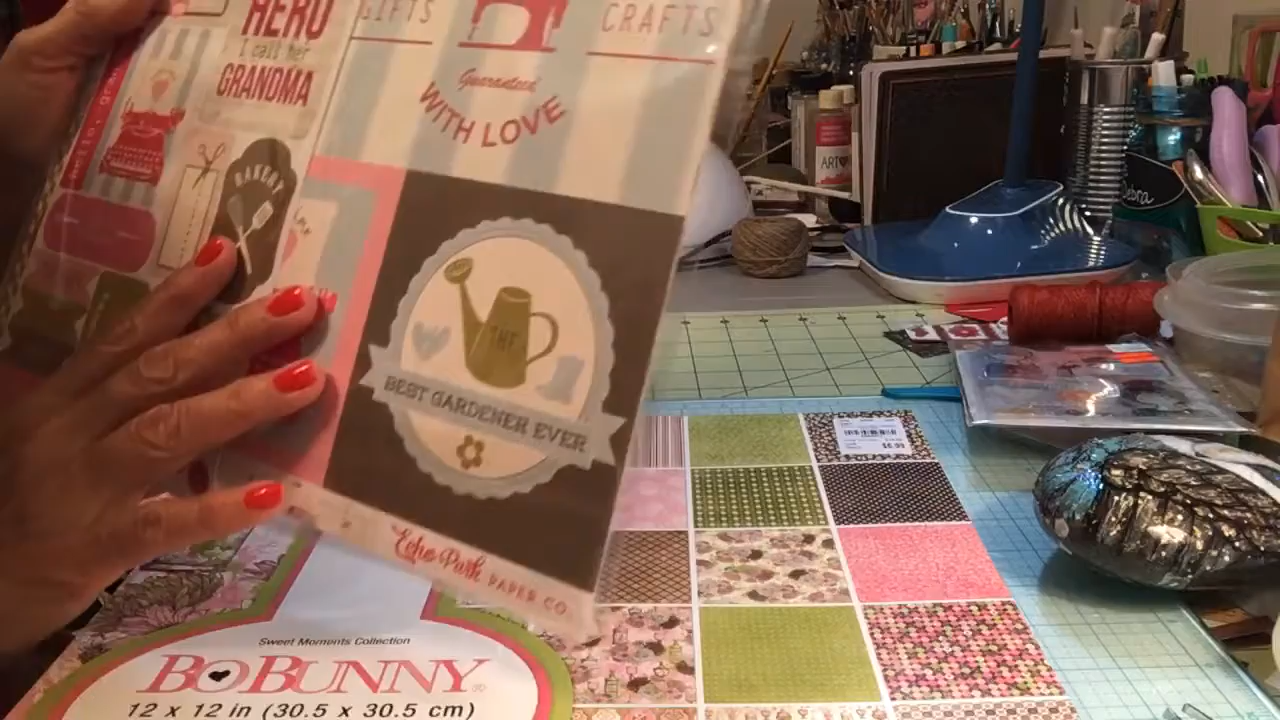 HERO
I call her
GRANDMA
BAKERY
GIFTS
CRAFTS
Guaranteed
WITH LOVE
THE
BEST GARDENER EVER
Echo Park PAPER CO.
Sweet Moments Collection
BOBUNNY®
12 x 12 in (30.5 x 30.5 cm)
ART
Debra